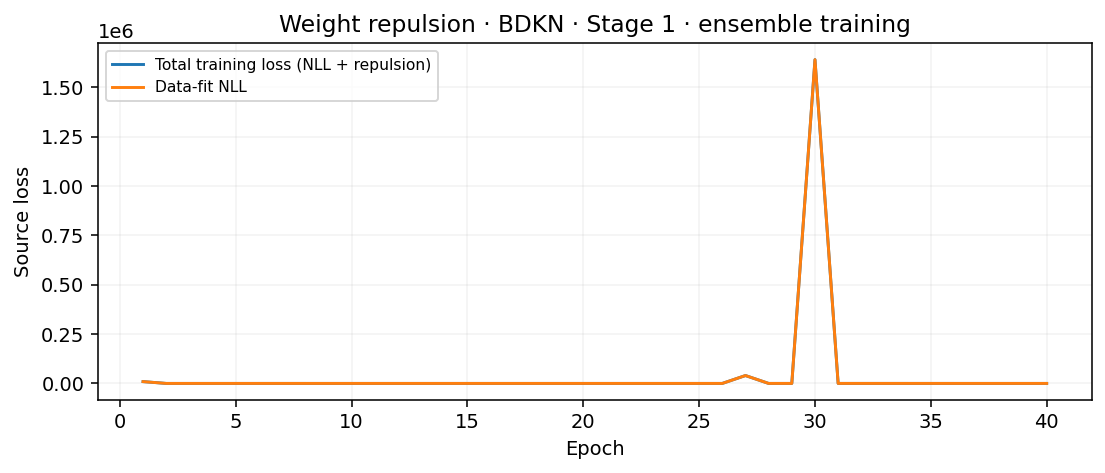 Weight repulsion · BDKN · Stage 1 · ensemble training
1e6
Total training loss (NLL + repulsion)
Data-fit NLL
1.50
1.25
1.00
0.75
0.50
0.25
0.00
Source loss
0 5 10 15 20 25 30 35 40
Epoch